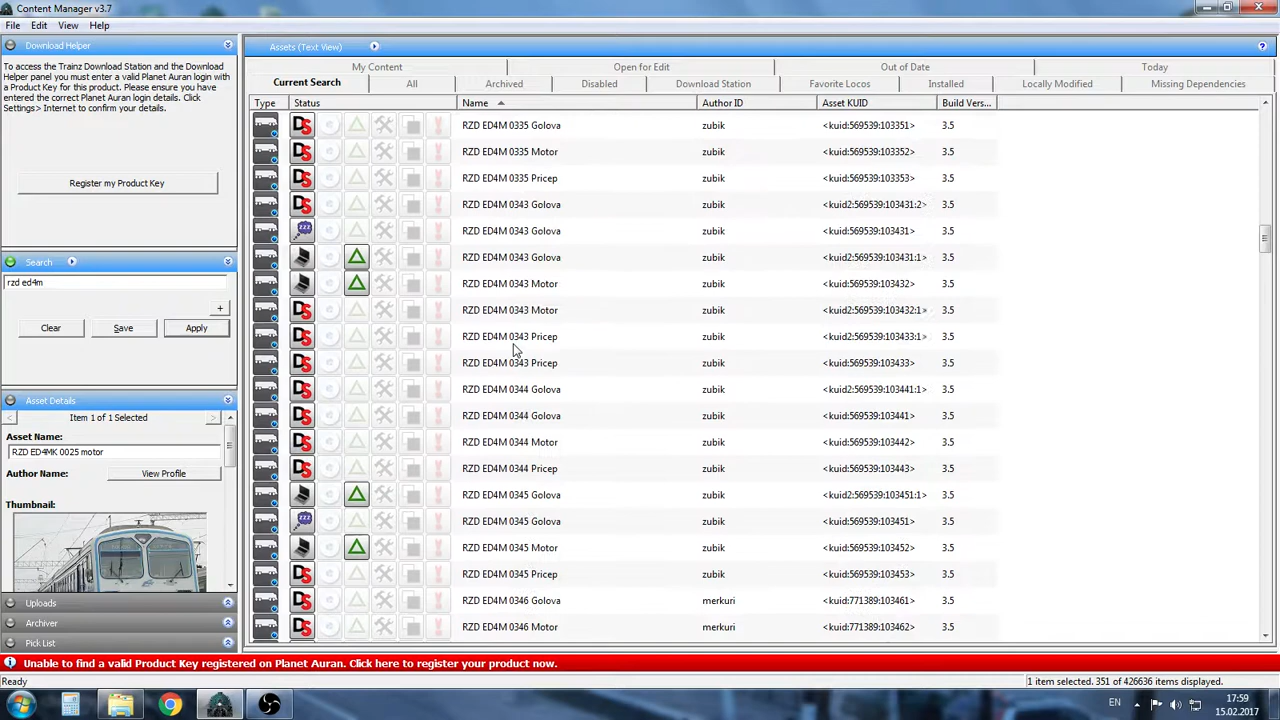 Content Manager v3.7
File Edit View Help
Download Helper
To access the Trainz Download Station and the Download
Helper panel you must enter a valid Planet Auran login with
a Product Key for this product. Please ensure you have
entered the correct Planet Auran login details. Click
Settings> Internet to confirm your details.
Register my Product Key
Search
rzd ed4m
+
Clear Save Apply
Asset Details
< Item 1 of 1 Selected >
Asset Name:
RZD ED4MK 0025 motor
Author Name: View Profile
Thumbnail:
Uploads
Archiver
Pick List
Assets (Text View) ?
My Content Open for Edit Out of Date Today
Current Search All Archived Disabled Download Station Favorite Locos Installed Locally Modified Missing Dependencies
Type Status Name Author ID Asset KUID Build Vers...
DS RZD ED4M 0335 Golova zubik <kuid:569539:103351> 3.5
DS RZD ED4M 0335 Motor zubik <kuid:569539:103352> 3.5
DS RZD ED4M 0335 Pricep zubik <kuid:569539:103353> 3.5
DS RZD ED4M 0343 Golova zubik <kuid2:569539:103431:2> 3.5
zzz RZD ED4M 0343 Golova zubik <kuid:569539:103431> 3.5
RZD ED4M 0343 Golova zubik <kuid2:569539:103431:1> 3.5
RZD ED4M 0343 Motor zubik <kuid:569539:103432> 3.5
DS RZD ED4M 0343 Motor zubik <kuid2:569539:103432:1> 3.5
DS RZD ED4M 0343 Pricep zubik <kuid2:569539:103433:1> 3.5
DS RZD ED4M 0343 Pricep zubik <kuid:569539:103433> 3.5
DS RZD ED4M 0344 Golova zubik <kuid2:569539:103441:1> 3.5
DS RZD ED4M 0344 Golova zubik <kuid:569539:103441> 3.5
DS RZD ED4M 0344 Motor zubik <kuid:569539:103442> 3.5
DS RZD ED4M 0344 Pricep zubik <kuid:569539:103443> 3.5
RZD ED4M 0345 Golova zubik <kuid2:569539:103451:1> 3.5
zzz RZD ED4M 0345 Golova zubik <kuid:569539:103451> 3.5
RZD ED4M 0345 Motor zubik <kuid:569539:103452> 3.5
DS RZD ED4M 0345 Pricep zubik <kuid:569539:103453> 3.5
DS RZD ED4M 0346 Golova merkuri <kuid:771389:103461> 3.5
DS RZD ED4M 0346 Motor merkuri <kuid:771389:103462> 3.5
Unable to find a valid Product Key registered on Planet Auran. Click here to register your product now.
Ready 1 item selected. 351 of 426636 items displayed.
EN 17:59
15.02.2017